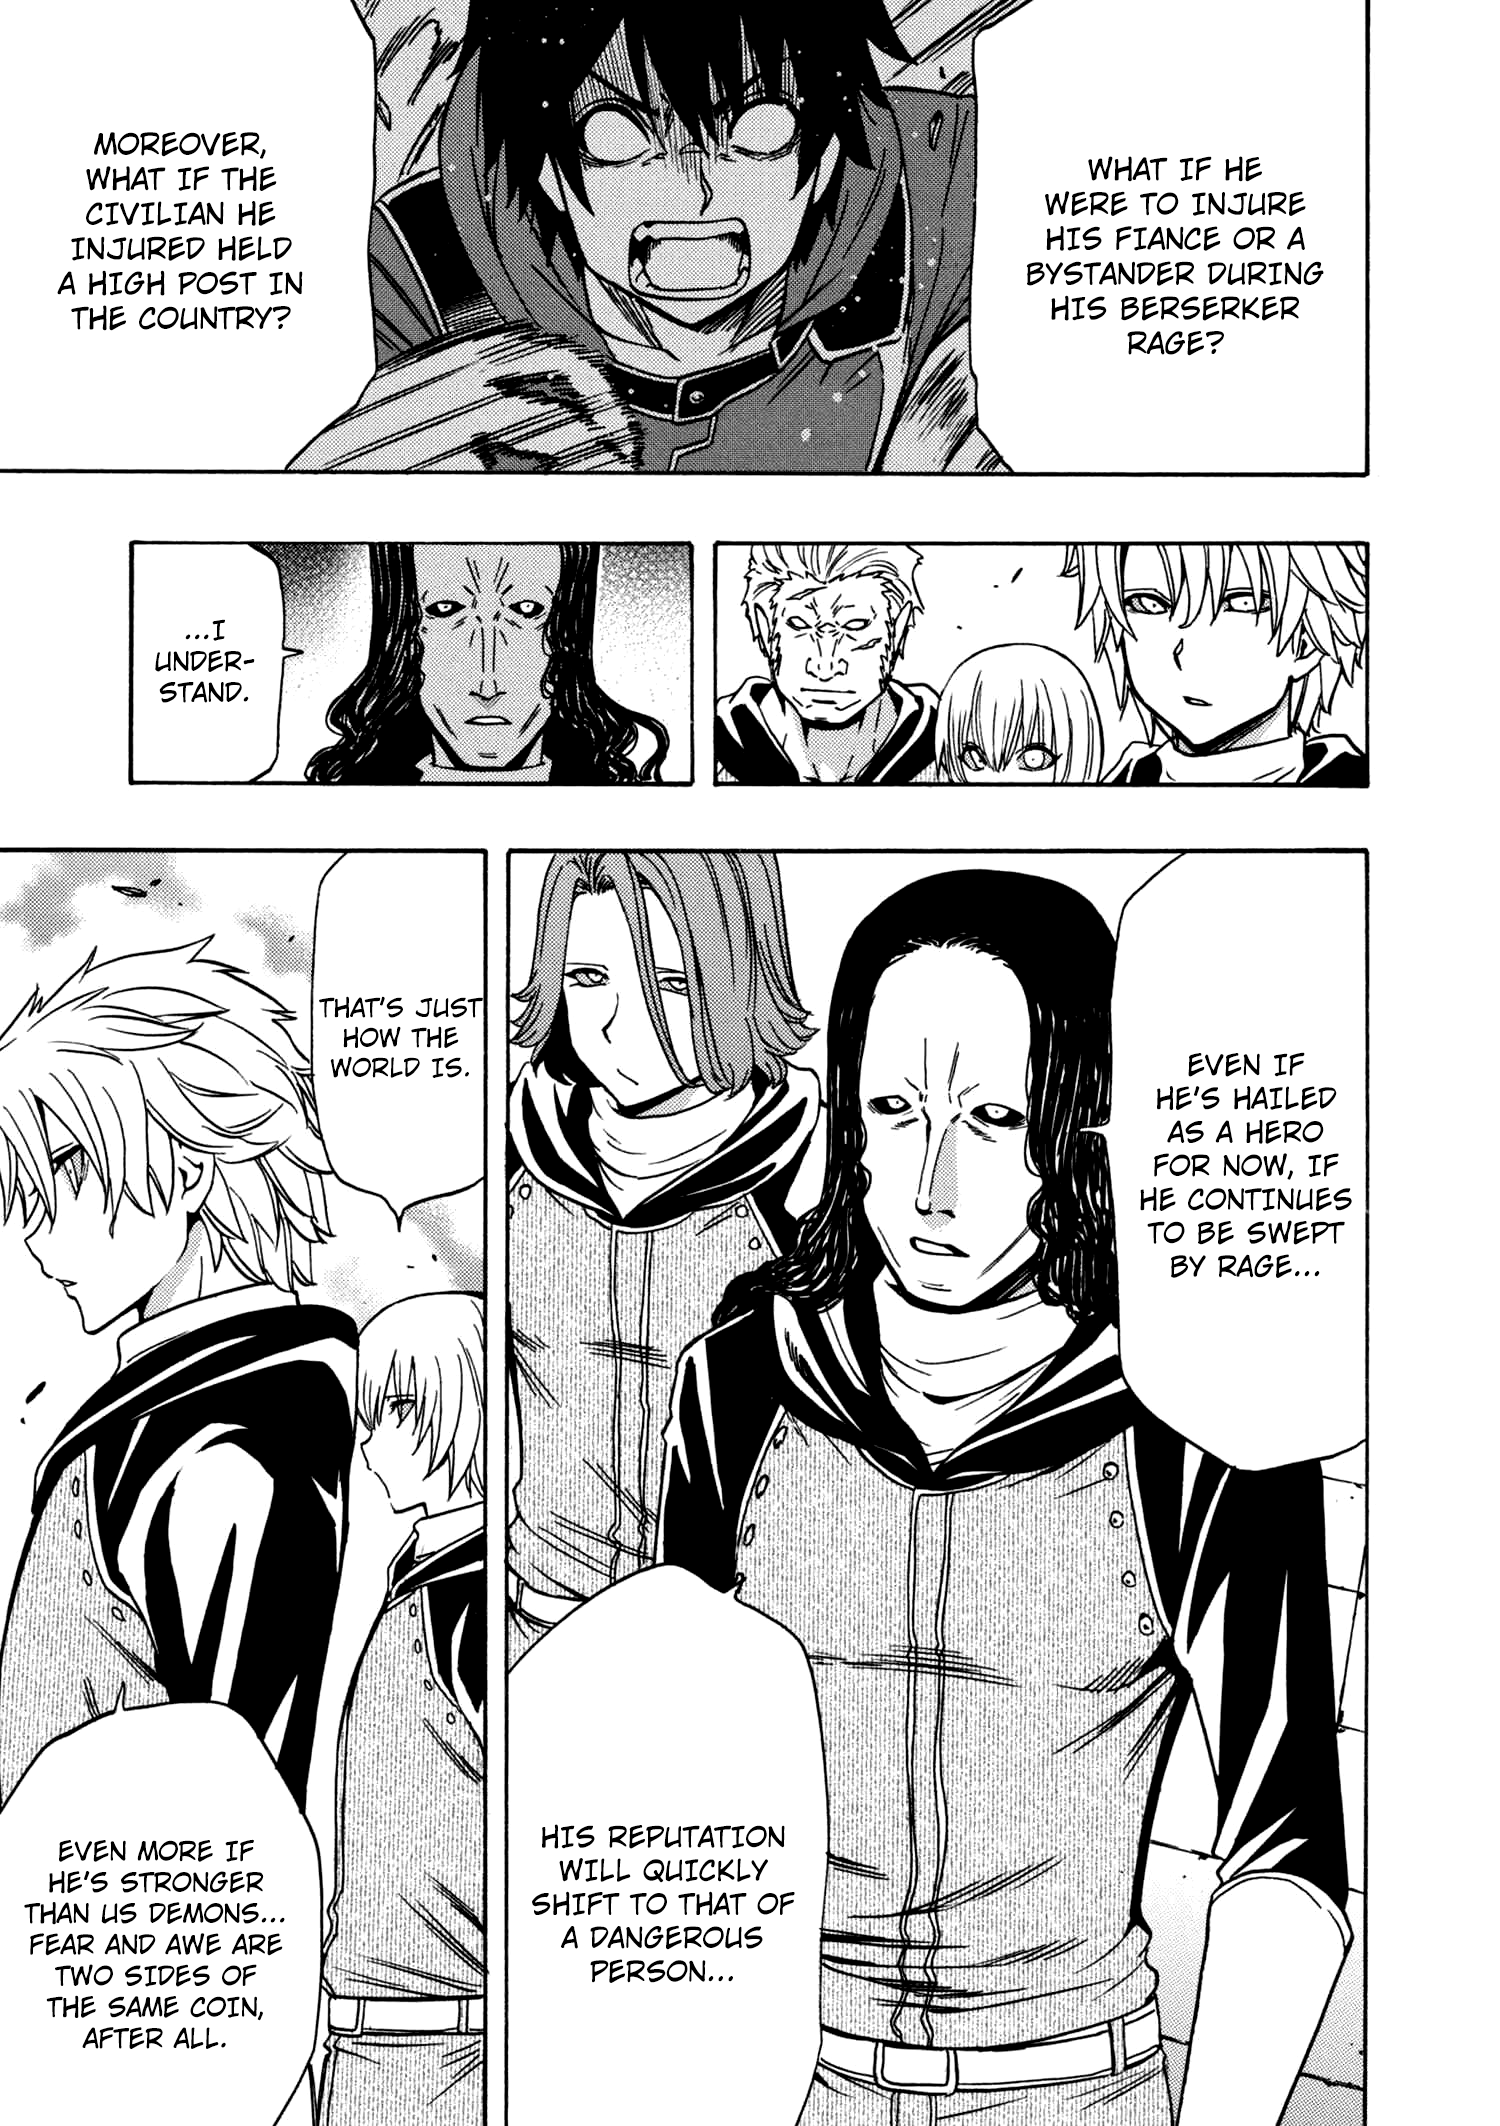 WHAT IF HE
WERE TO INJURE
HIS FIANCE OR A
BYSTANDER DURING
HIS BERSERKER
RAGE?
MOREOVER,
WHAT IF THE
CIVILIAN HE
INJURED HELD
A HIGH POST IN
THE COUNTRY?
...I
UNDER-
STAND.
EVEN IF
HE'S HAILED
AS A HERO
FOR NOW, IF
HE CONTINUES
TO BE SWEPT
BY RAGE...
HIS REPUTATION
WILL QUICKLY
SHIFT TO THAT OF
A DANGEROUS
PERSON...
THAT'S JUST
HOW THE
WORLD IS.
EVEN MORE IF
HE'S STRONGER
THAN US DEMONS...
FEAR AND AWE ARE
TWO SIDES OF
THE SAME COIN,
AFTER ALL.